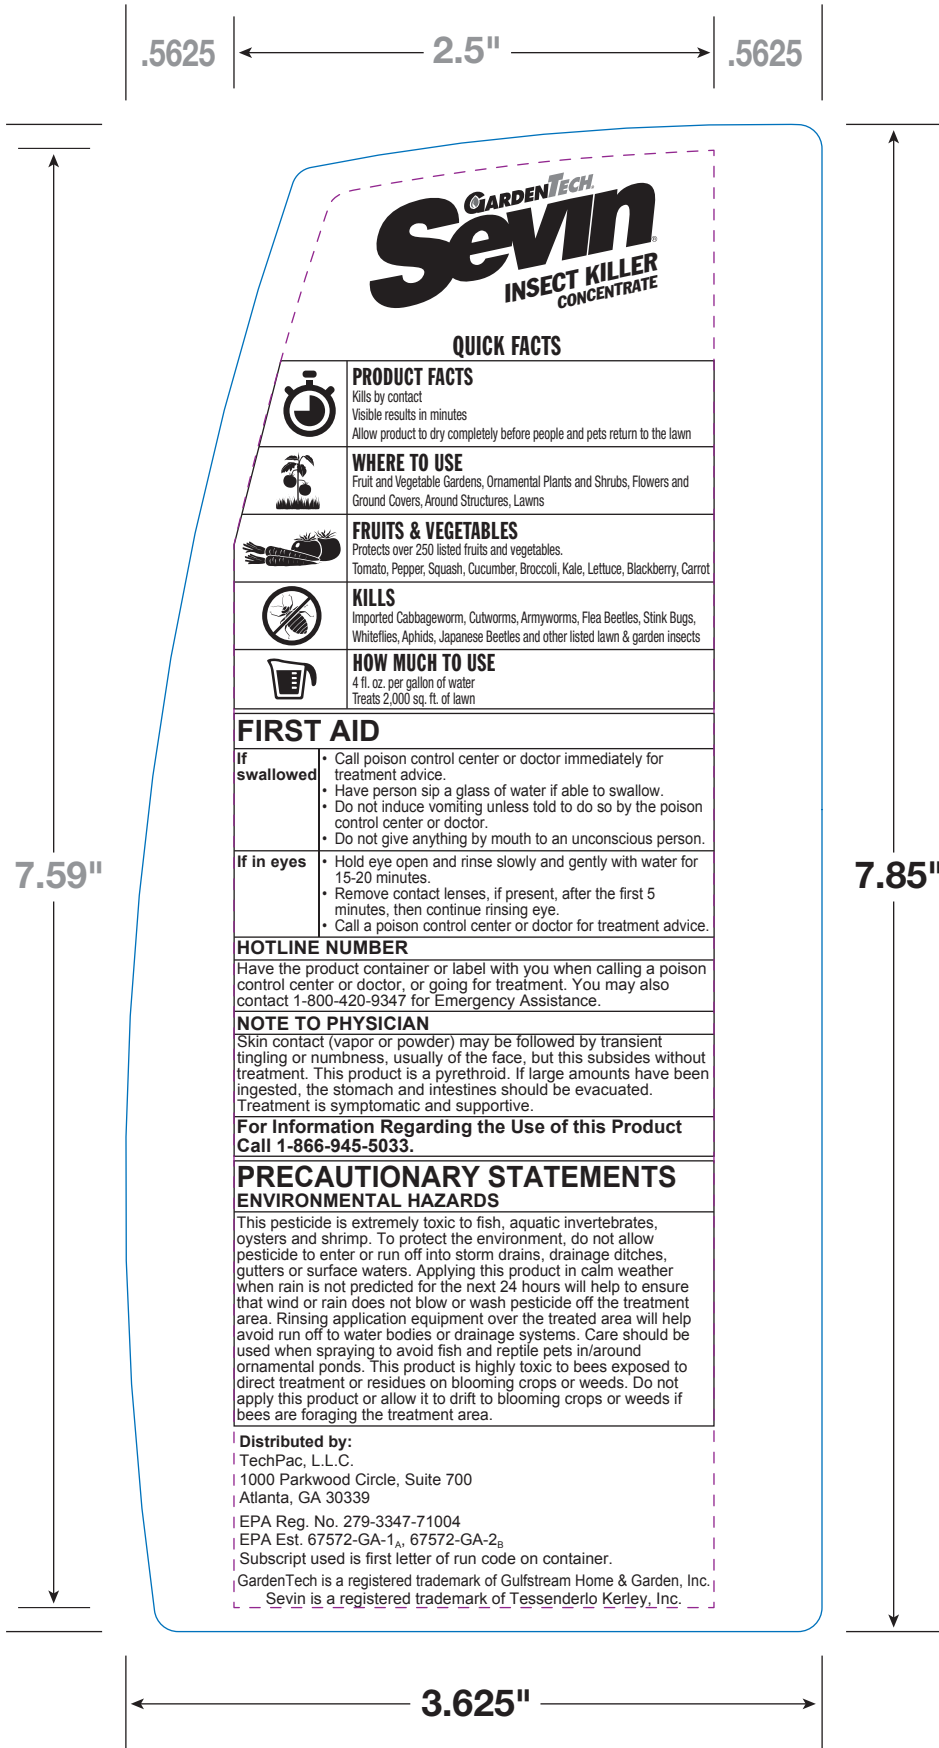 .5625
2.5"
.5625
GARDENTECH®
Sevin®
INSECT KILLER
CONCENTRATE
QUICK FACTS
PRODUCT FACTS
Kills by contact
Visible results in minutes
Allow product to dry completely before people and pets return to the lawn
WHERE TO USE
Fruit and Vegetable Gardens, Ornamental Plants and Shrubs, Flowers and
Ground Covers, Around Structures, Lawns
FRUITS & VEGETABLES
Protects over 250 listed fruits and vegetables.
Tomato, Pepper, Squash, Cucumber, Broccoli, Kale, Lettuce, Blackberry, Carrot
KILLS
Imported Cabbageworm, Cutworms, Armyworms, Flea Beetles, Stink Bugs,
Whiteflies, Aphids, Japanese Beetles and other listed lawn & garden insects
HOW MUCH TO USE
4 fl. oz. per gallon of water
Treats 2,000 sq. ft. of lawn
FIRST AID
If
swallowed
• Call poison control center or doctor immediately for
treatment advice.
• Have person sip a glass of water if able to swallow.
• Do not induce vomiting unless told to do so by the poison
control center or doctor.
• Do not give anything by mouth to an unconscious person.
If in eyes
• Hold eye open and rinse slowly and gently with water for
15-20 minutes.
• Remove contact lenses, if present, after the first 5
minutes, then continue rinsing eye.
• Call a poison control center or doctor for treatment advice.
7.59"
7.85"
HOTLINE NUMBER
Have the product container or label with you when calling a poison
control center or doctor, or going for treatment. You may also
contact 1-800-420-9347 for Emergency Assistance.
NOTE TO PHYSICIAN
Skin contact (vapor or powder) may be followed by transient
tingling or numbness, usually of the face, but this subsides without
treatment. This product is a pyrethroid. If large amounts have been
ingested, the stomach and intestines should be evacuated.
Treatment is symptomatic and supportive.
For Information Regarding the Use of this Product
Call 1-866-945-5033.
PRECAUTIONARY STATEMENTS
ENVIRONMENTAL HAZARDS
This pesticide is extremely toxic to fish, aquatic invertebrates,
oysters and shrimp. To protect the environment, do not allow
pesticide to enter or run off into storm drains, drainage ditches,
gutters or surface waters. Applying this product in calm weather
when rain is not predicted for the next 24 hours will help to ensure
that wind or rain does not blow or wash pesticide off the treatment
area. Rinsing application equipment over the treated area will help
avoid run off to water bodies or drainage systems. Care should be
used when spraying to avoid fish and reptile pets in/around
ornamental ponds. This product is highly toxic to bees exposed to
direct treatment or residues on blooming crops or weeds. Do not
apply this product or allow it to drift to blooming crops or weeds if
bees are foraging the treatment area.
Distributed by:
TechPac, L.L.C.
1000 Parkwood Circle, Suite 700
Atlanta, GA 30339
EPA Reg. No. 279-3347-71004
EPA Est. 67572-GA-1A, 67572-GA-2B
Subscript used is first letter of run code on container.
GardenTech is a registered trademark of Gulfstream Home & Garden, Inc.
Sevin is a registered trademark of Tessenderlo Kerley, Inc.
3.625"